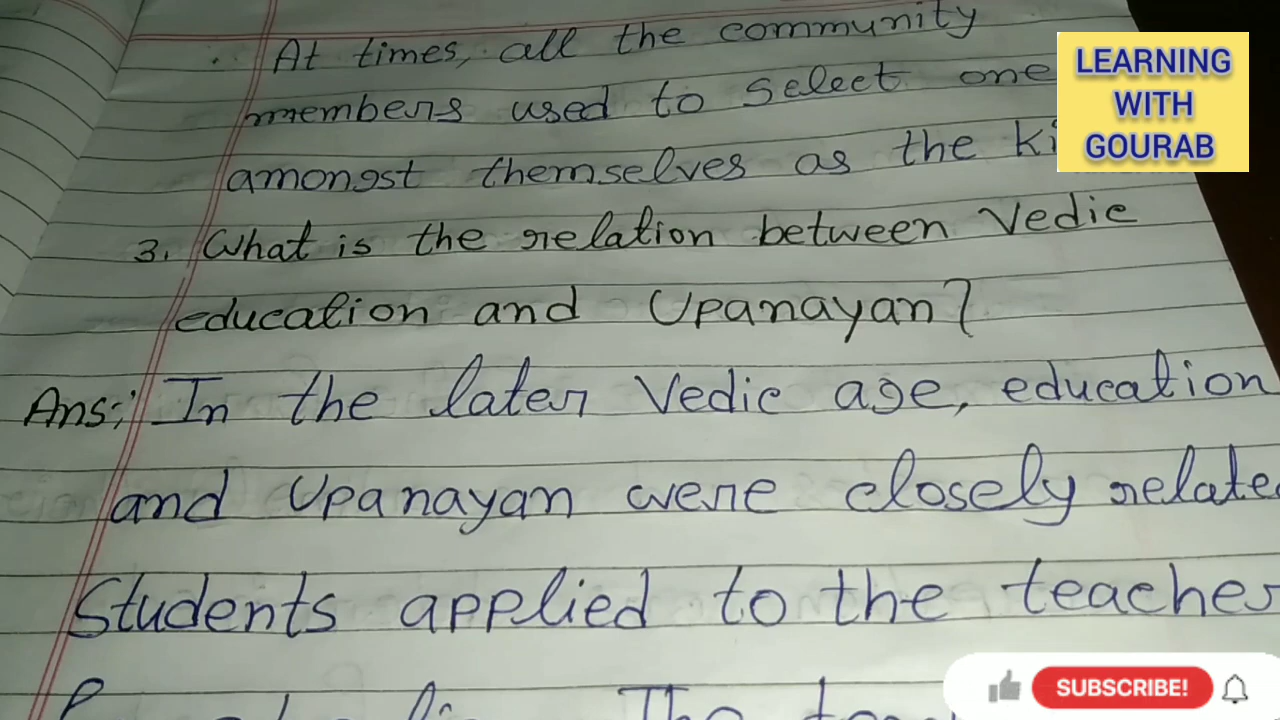 At times, all the community
members used to select one
amongst themselves as the
3. What is the relation between Vedic
education and Upanayan?
Ans:- In the later Vedic age, education
and Upanayan were closely
Students applied to the teacher
LEARNING
WITH
GOURAB
SUBSCRIBE!